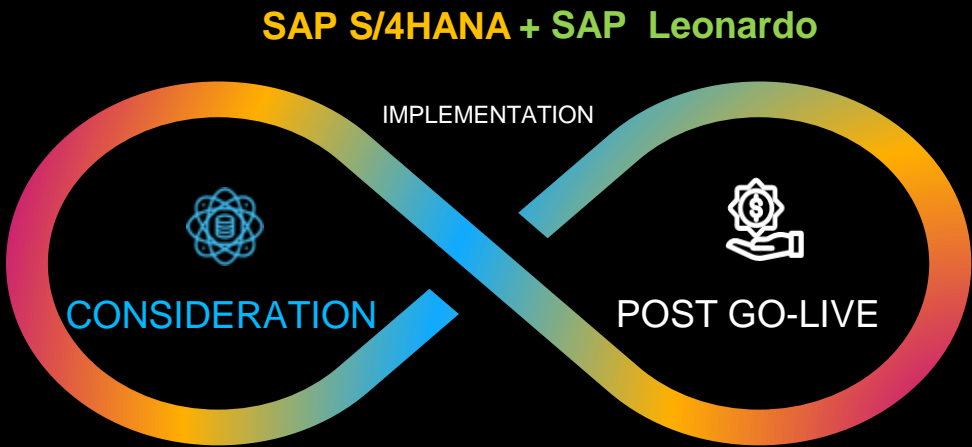 SAP S/4HANA + SAP Leonardo
IMPLEMENTATION
$
CONSIDERATION
POST GO-LIVE